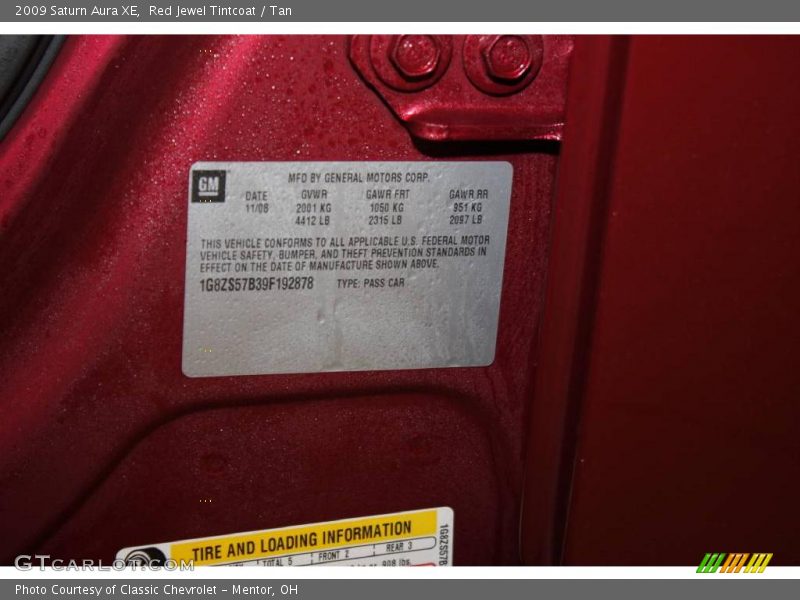 2009 Saturn Aura XE, Red Jewel Tintcoat / Tan
GM
MFD BY GENERAL MOTORS CORP.
DATE GVWR GAWR FRT GAWR RR
11/08 2001 KG 1050 KG 951 KG
4412 LB 2315 LB 2097 LB
THIS VEHICLE CONFORMS TO ALL APPLICABLE U.S. FEDERAL MOTOR
VEHICLE SAFETY, BUMPER, AND THEFT PREVENTION STANDARDS IN
EFFECT ON THE DATE OF MANUFACTURE SHOWN ABOVE.
1G8ZS57B39F192878 TYPE: PASS CAR
TIRE AND LOADING INFORMATION
TOTAL 5 FRONT 2 REAR 3
908 lbs.
1G8ZS57B
GTcarlot.com
Photo Courtesy of Classic Chevrolet - Mentor, OH